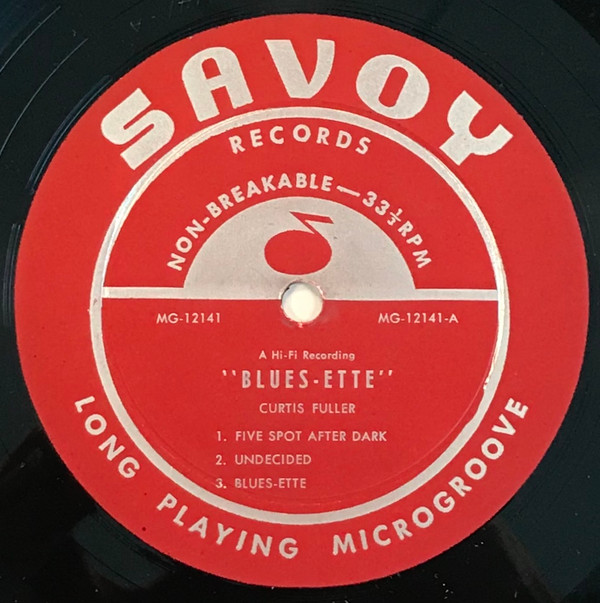 SAVOY
RECORDS
NON-BREAKABLE—33⅓RPM
MG-12141
MG-12141-A
A Hi-Fi Recording
"BLUES-ETTE"
CURTIS FULLER
1. FIVE SPOT AFTER DARK
2. UNDECIDED
3. BLUES-ETTE
LONG PLAYING MICROGROOVE